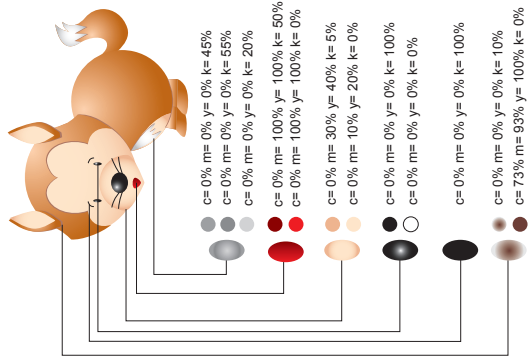 c= 0% m= 0% y= 0% k= 45%
c= 0% m= 0% y= 0% k= 55%
c= 0% m= 0% y= 0% k= 20%
c= 0% m= 100% y= 100% k= 50%
c= 0% m= 100% y= 100% k= 0%
c= 0% m= 30% y= 40% k= 5%
c= 0% m= 10% y= 20% k= 0%
c= 0% m= 0% y= 0% k= 100%
c= 0% m= 0% y= 0% k= 0%
c= 0% m= 0% y= 0% k= 100%
c= 0% m= 0% y= 0% k= 10%
c= 73% m= 93% y= 100% k= 0%